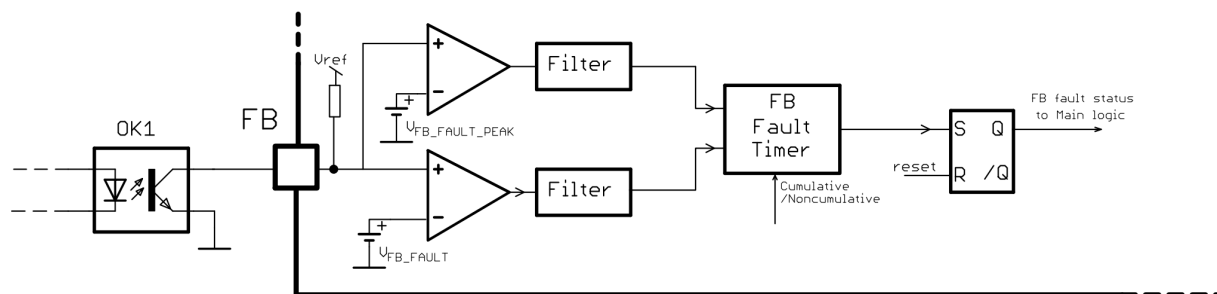 OK1
FB
Vref
+
−
+
VFB_FAULT_PEAK
Filter
+
−
+
VFB_FAULT
Filter
FB
Fault
Timer
Cumulative
/Noncumulative
S Q
R /Q
reset
FB fault status
to Main logic